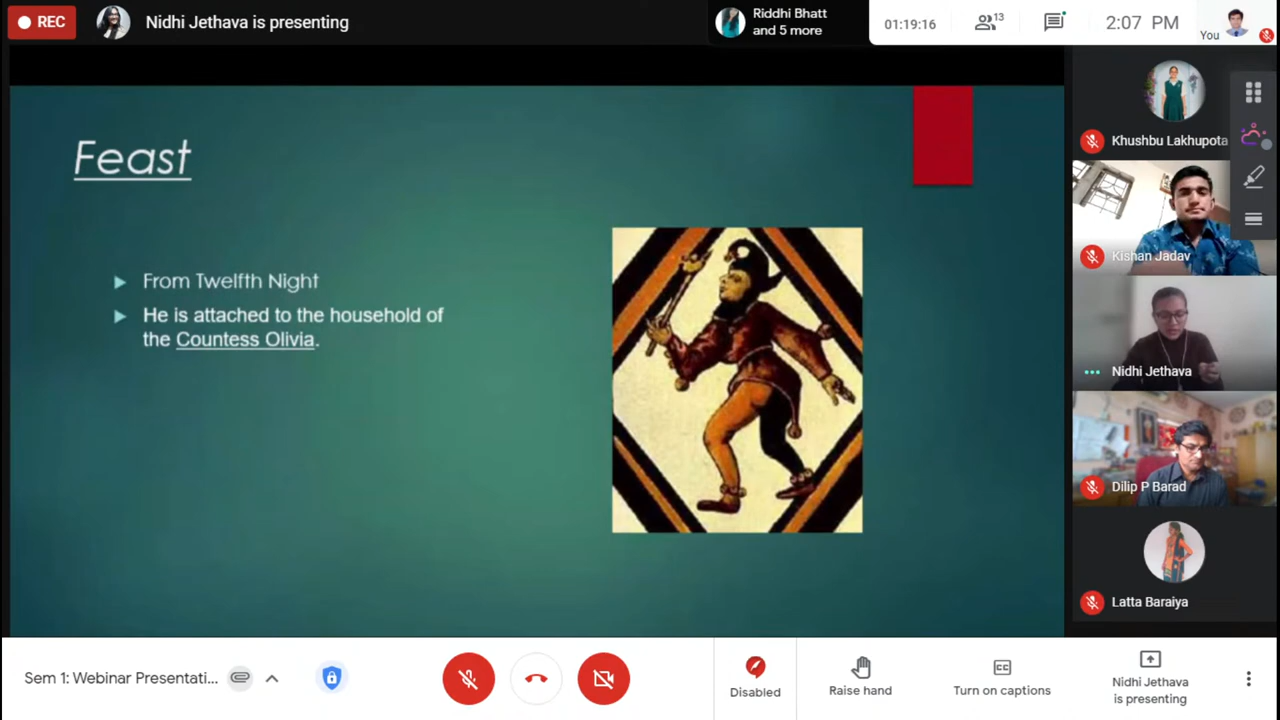 REC
Nidhi Jethava is presenting
Riddhi Bhatt
and 5 more
01:19:16
13
2:07 PM
You
Feast
From Twelfth Night
He is attached to the household of
the Countess Olivia.
Khushbu Lakhupota
Kishan Jadav
Nidhi Jethava
Dilip P Barad
Latta Baraiya
Sem 1: Webinar Presentati...
Disabled
Raise hand
CC
Turn on captions
Nidhi Jethava
is presenting